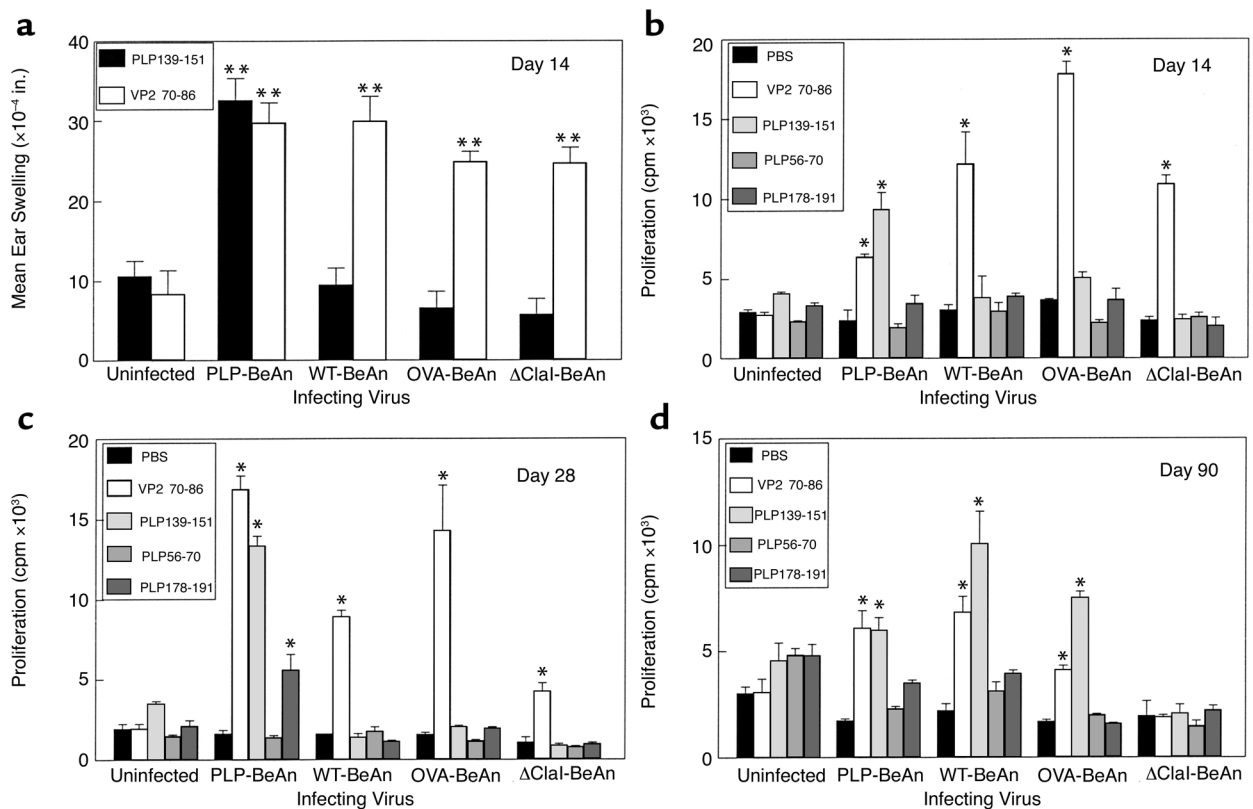 a
Mean Ear Swelling (×10⁻⁴ in.)
40
30
20
10
0
PLP139-151
VP2 70-86
Day 14
**
**
**
**
**
Uninfected PLP-BeAn WT-BeAn OVA-BeAn ΔClaI-BeAn
Infecting Virus
b
Proliferation (cpm ×10³)
20
15
10
5
0
PBS
VP2 70-86
PLP139-151
PLP56-70
PLP178-191
Day 14
*
*
*
*
*
Uninfected PLP-BeAn WT-BeAn OVA-BeAn ΔClaI-BeAn
Infecting Virus
c
Proliferation (cpm ×10³)
20
15
10
5
0
PBS
VP2 70-86
PLP139-151
PLP56-70
PLP178-191
Day 28
*
*
*
*
*
*
Uninfected PLP-BeAn WT-BeAn OVA-BeAn ΔClaI-BeAn
Infecting Virus
d
Proliferation (cpm ×10³)
15
10
5
0
PBS
VP2 70-86
PLP139-151
PLP56-70
PLP178-191
Day 90
*
*
*
*
*
*
Uninfected PLP-BeAn WT-BeAn OVA-BeAn ΔClaI-BeAn
Infecting Virus